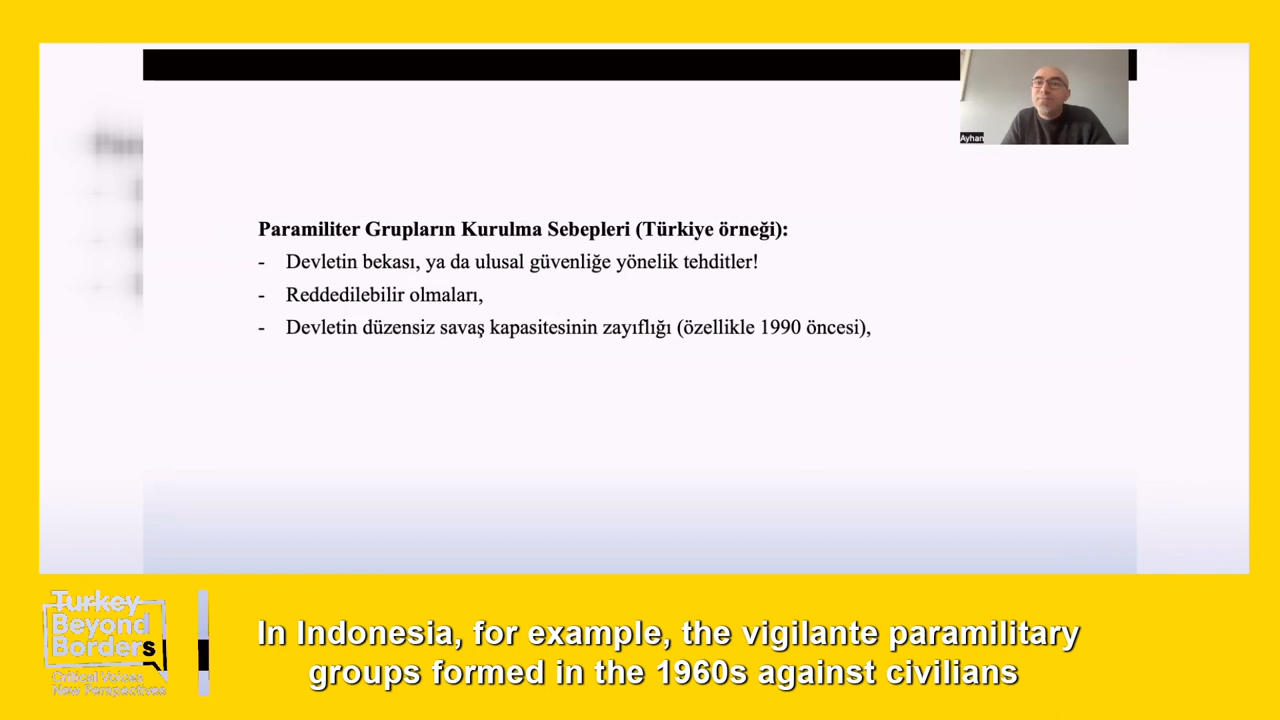 Ayhan
Paramiliter Grupların Kurulma Sebepleri (Türkiye örneği):
- Devletin bekası, ya da ulusal güvenliğe yönelik tehditler!
- Reddedilebilir olmaları,
- Devletin düzensiz savaş kapasitesinin zayıflığı (özellikle 1990 öncesi),
Turkey
Beyond
Borders
Critical Voices
New Perspectives
In Indonesia, for example, the vigilante paramilitary
groups formed in the 1960s against civilians